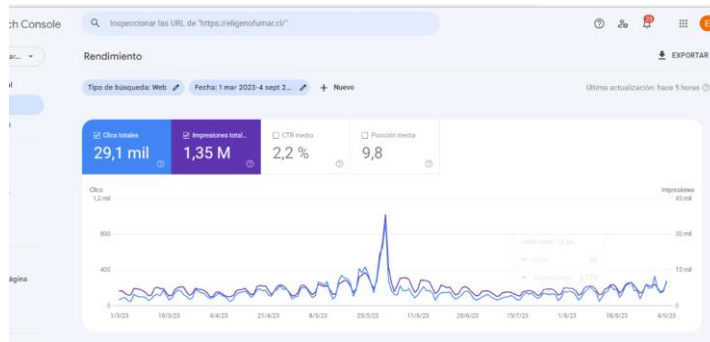 ch Console
Inspeccionar las URL de "https://eligenofumar.cl/"
23
E
ar...
Rendimiento
EXPORTAR
Tipo de búsqueda: Web
Fecha: 1 mar 2023-4 sept 2...
+ Nuevo
Última actualización: hace 5 horas
Clics totales
29,1 mil
Impresiones total...
1,35 M
CTR medio
2,2 %
Posición media
9,8
Clics
Impresiones
1,2 mil
45 mil
800
30 mil
400
15 mil
0
0
1/3/23
18/3/23
4/4/23
21/4/23
8/5/23
25/5/23
11/6/23
28/6/23
15/7/23
1/8/23
18/8/23
4/9/23
ágina